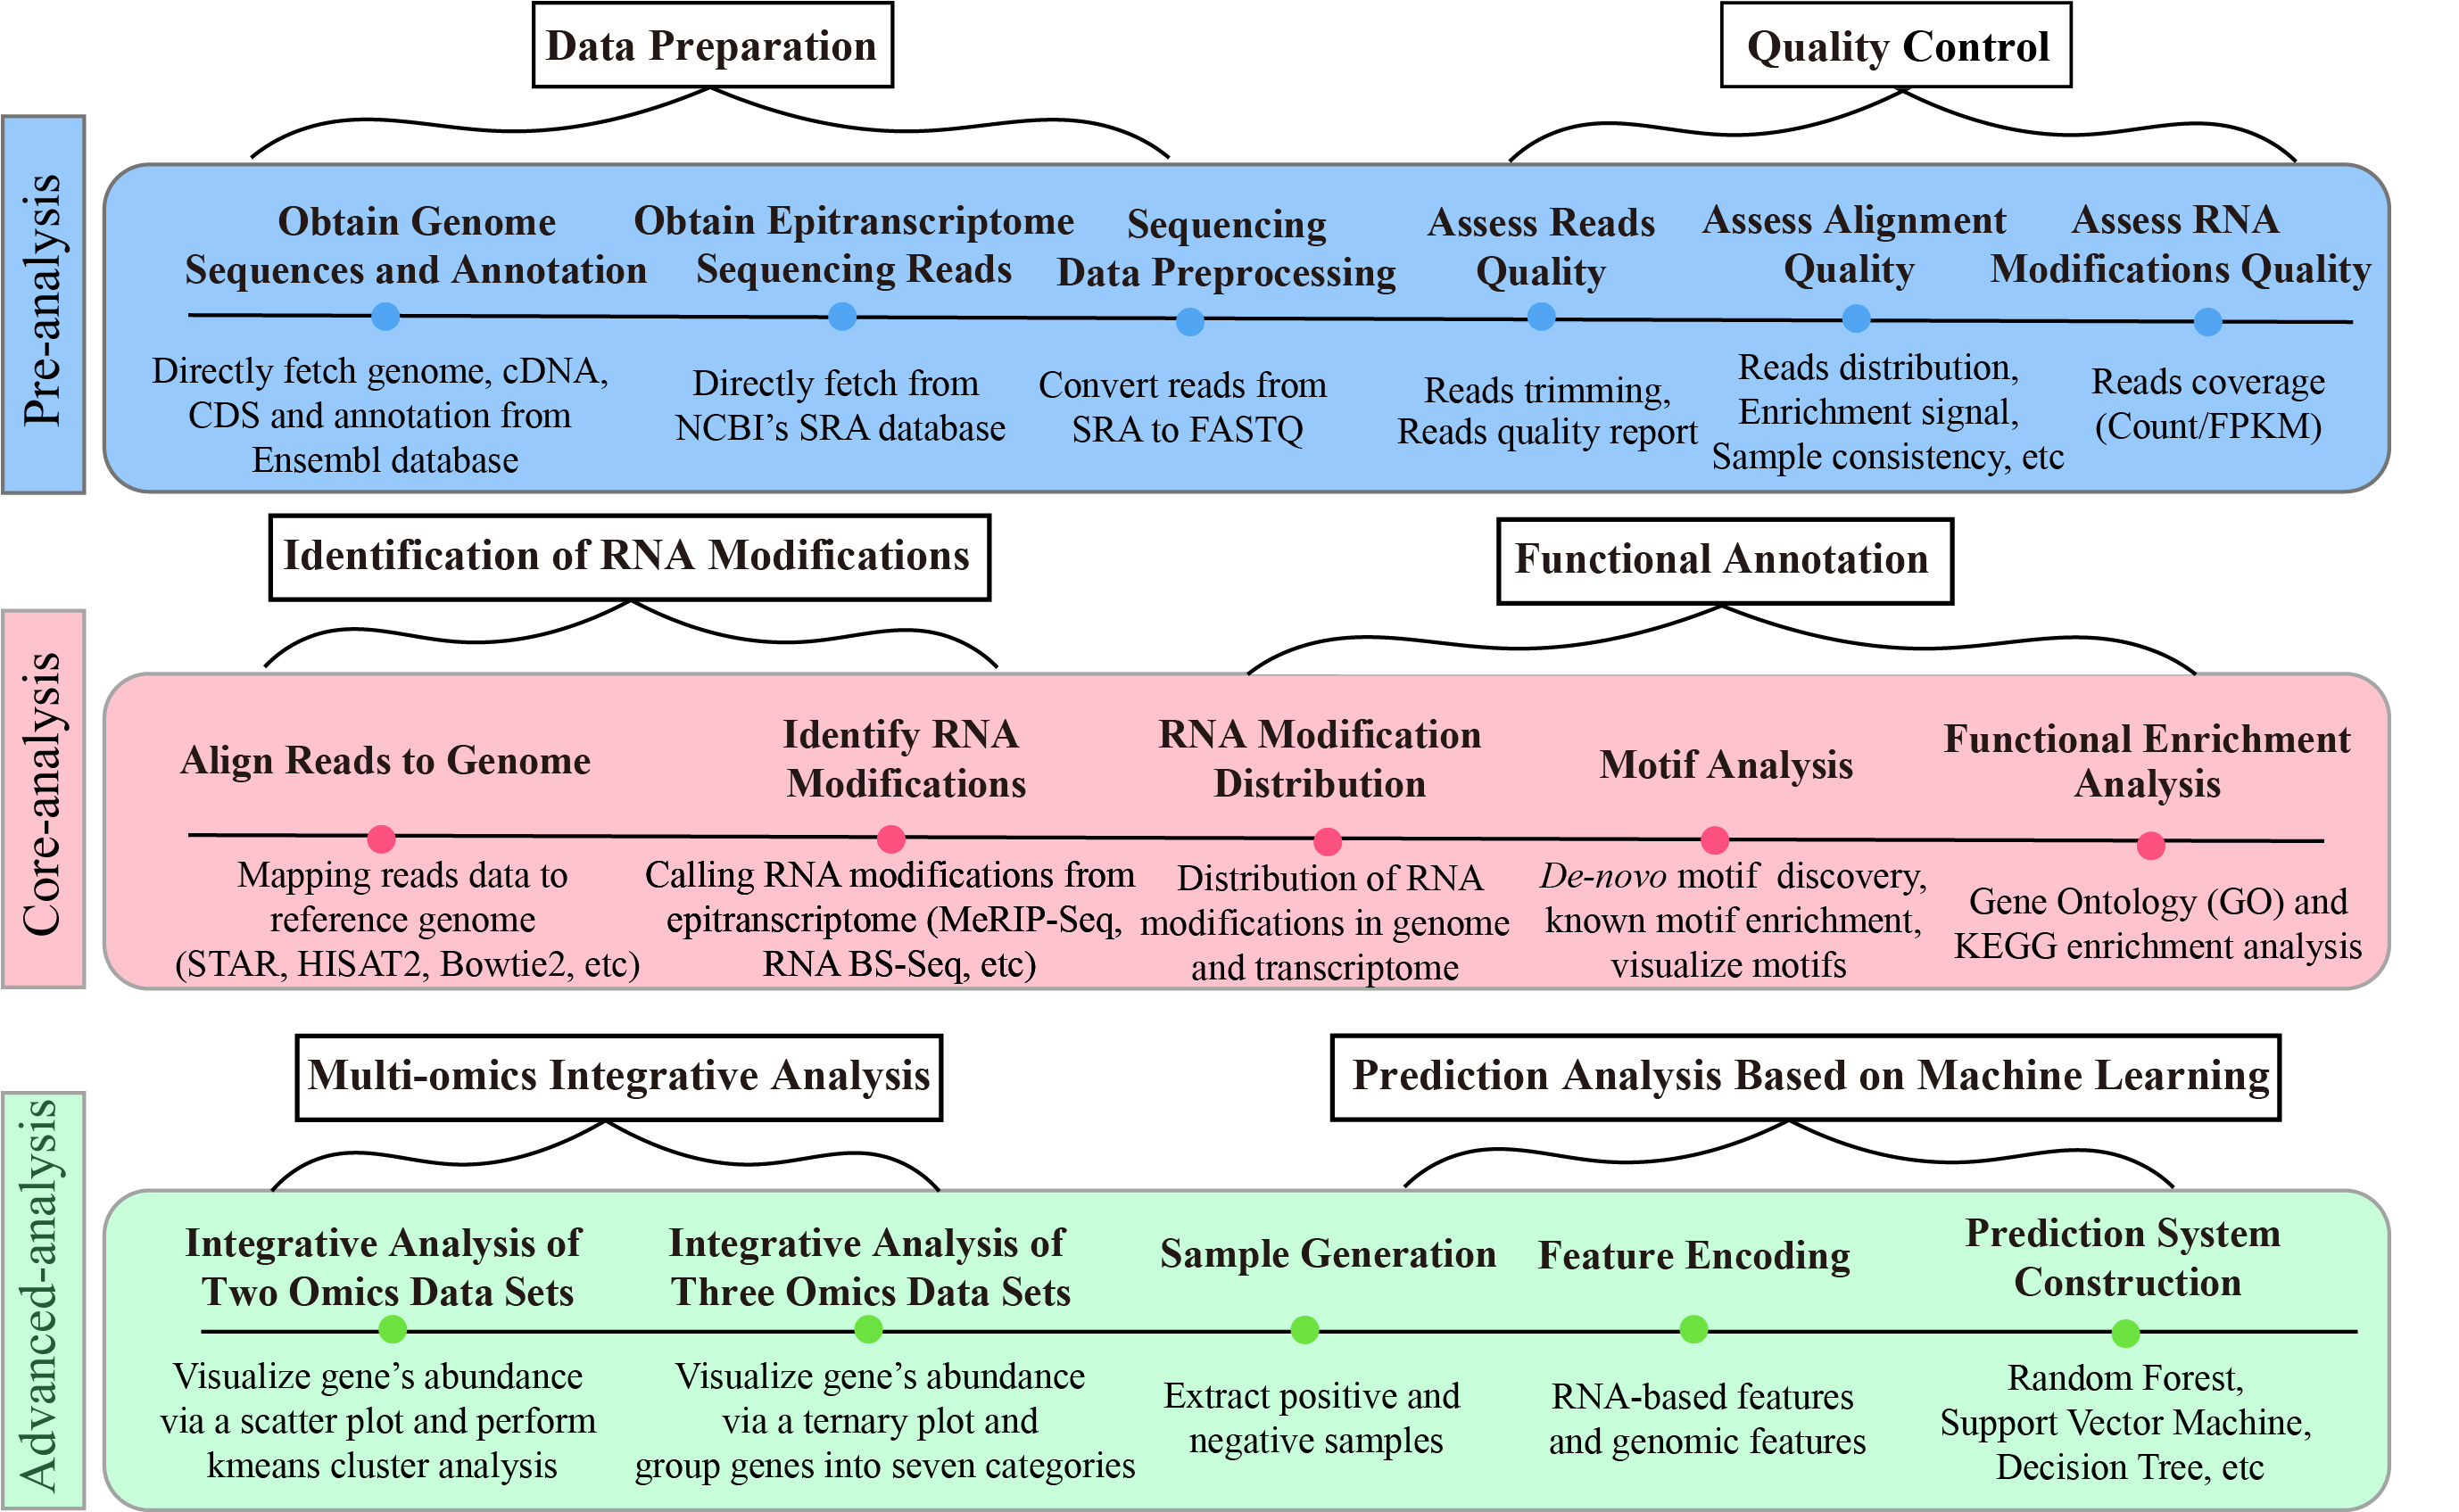 Data Preparation
Quality Control
Pre-analysis
Obtain Genome
Sequences and Annotation
Directly fetch genome, cDNA,
CDS and annotation from
Ensembl database
Obtain Epitranscriptome
Sequencing Reads
Directly fetch from
NCBI’s SRA database
Sequencing
Data Preprocessing
Convert reads from
SRA to FASTQ
Assess Reads
Quality
Reads trimming,
Reads quality report
Assess Alignment
Quality
Reads distribution,
Enrichment signal,
Sample consistency, etc
Assess RNA
Modifications Quality
Reads coverage
(Count/FPKM)
Identification of RNA Modifications
Functional Annotation
Core-analysis
Align Reads to Genome
Mapping reads data to
reference genome
(STAR, HISAT2, Bowtie2, etc)
Identify RNA
Modifications
Calling RNA modifications from
epitranscriptome (MeRIP-Seq,
RNA BS-Seq, etc)
RNA Modification
Distribution
Distribution of RNA
modifications in genome
and transcriptome
Motif Analysis
De-novo motif discovery,
known motif enrichment,
visualize motifs
Functional Enrichment
Analysis
Gene Ontology (GO) and
KEGG enrichment analysis
Multi-omics Integrative Analysis
Prediction Analysis Based on Machine Learning
Advanced-analysis
Integrative Analysis of
Two Omics Data Sets
Visualize gene’s abundance
via a scatter plot and perform
kmeans cluster analysis
Integrative Analysis of
Three Omics Data Sets
Visualize gene’s abundance
via a ternary plot and
group genes into seven categories
Sample Generation
Extract positive and
negative samples
Feature Encoding
RNA-based features
and genomic features
Prediction System
Construction
Random Forest,
Support Vector Machine,
Decision Tree, etc